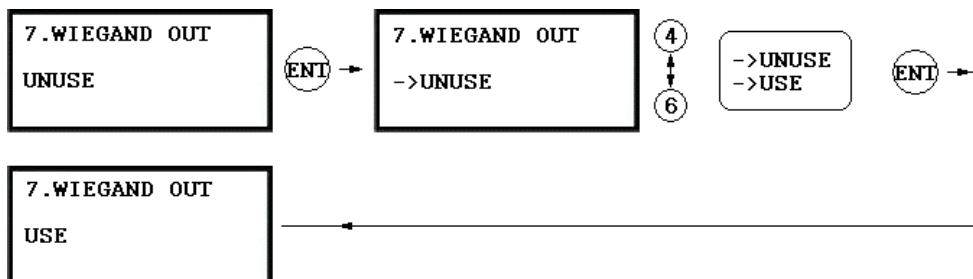 7.WIEGAND OUT
UNUSE
ENT
7.WIEGAND OUT
->UNUSE
4
6
->UNUSE
->USE
ENT
7.WIEGAND OUT
USE